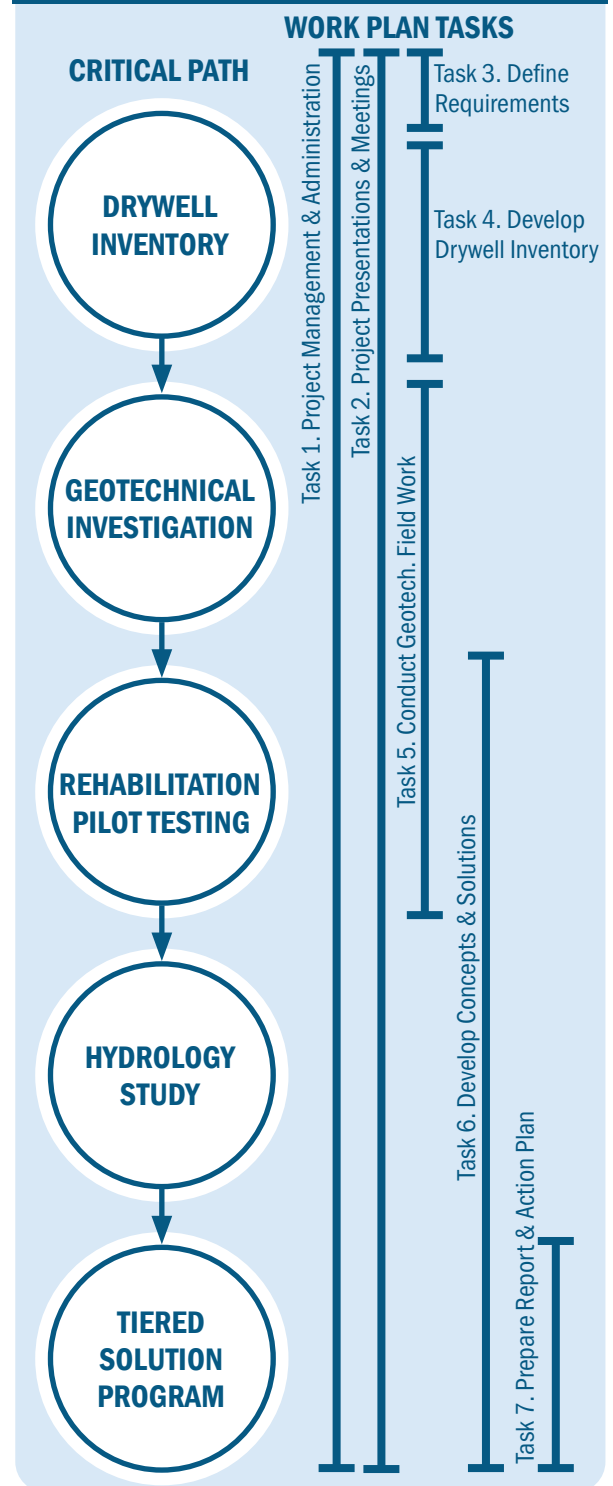 WORK PLAN TASKS
CRITICAL PATH
DRYWELL
INVENTORY
GEOTECHNICAL
INVESTIGATION
REHABILITATION
PILOT TESTING
HYDROLOGY
STUDY
TIERED
SOLUTION
PROGRAM
Task 1. Project Management & Administration
Task 2. Project Presentations & Meetings
Task 3. Define
Requirements
Task 4. Develop
Drywell Inventory
Task 5. Conduct Geotech. Field Work
Task 6. Develop Concepts & Solutions
Task 7. Prepare Report & Action Plan